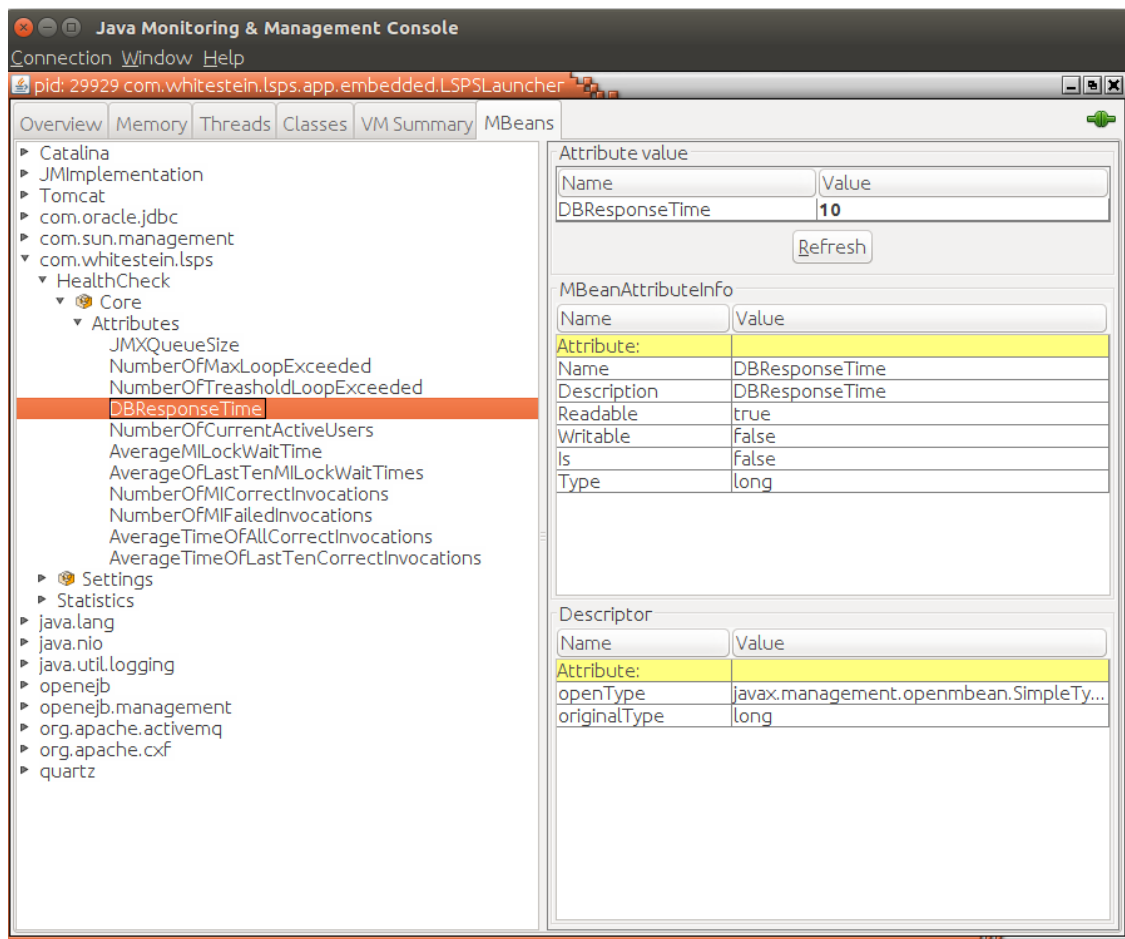 Java Monitoring & Management Console
Connection Window Help
pid: 29929 com.whitestein.lsps.app.embedded.LSPSLauncher
Overview Memory Threads Classes VM Summary MBeans
Catalina
JMImplementation
Tomcat
com.oracle.jdbc
com.sun.management
com.whitestein.lsps
HealthCheck
Core
Attributes
JMXQueueSize
NumberOfMaxLoopExceeded
NumberOfTreasholdLoopExceeded
DBResponseTime
NumberOfCurrentActiveUsers
AverageMILockWaitTime
AverageOfLastTenMILockWaitTimes
NumberOfMICorrectInvocations
NumberOfMIFailedInvocations
AverageTimeOfAllCorrectInvocations
AverageTimeOfLastTenCorrectInvocations
Settings
Statistics
java.lang
java.nio
java.util.logging
openejb
openejb.management
org.apache.activemq
org.apache.cxf
quartz
Attribute value
Name Value
DBResponseTime 10
Refresh
MBeanAttributeInfo
Name Value
Attribute:
Name DBResponseTime
Description DBResponseTime
Readable true
Writable false
Is false
Type long
Descriptor
Name Value
Attribute:
openType javax.management.openmbean.SimpleTy...
originalType long